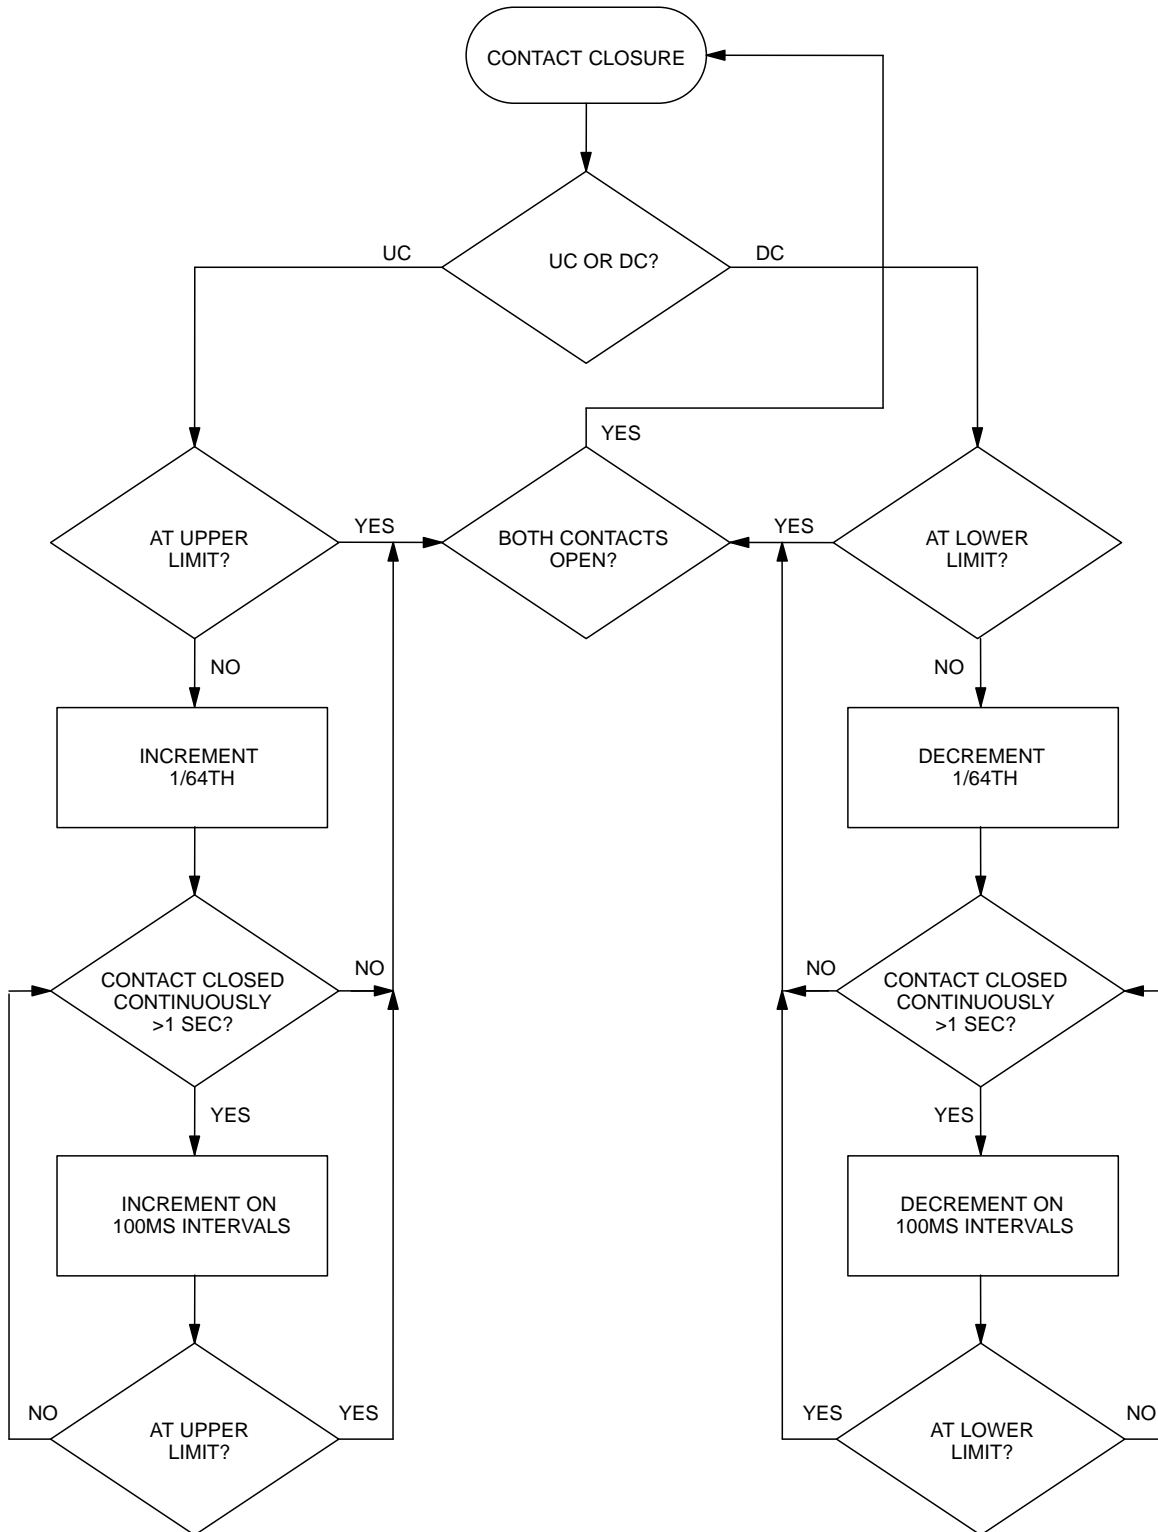 CONTACT CLOSURE
UC
UC OR DC?
DC
YES
AT UPPER
LIMIT?
YES
BOTH CONTACTS
OPEN?
YES
AT LOWER
LIMIT?
NO
NO
INCREMENT
1/64TH
DECREMENT
1/64TH
CONTACT CLOSED
CONTINUOUSLY
>1 SEC?
NO
NO
CONTACT CLOSED
CONTINUOUSLY
>1 SEC?
YES
YES
INCREMENT ON
100MS INTERVALS
DECREMENT ON
100MS INTERVALS
NO
AT UPPER
LIMIT?
YES
YES
AT LOWER
LIMIT?
NO